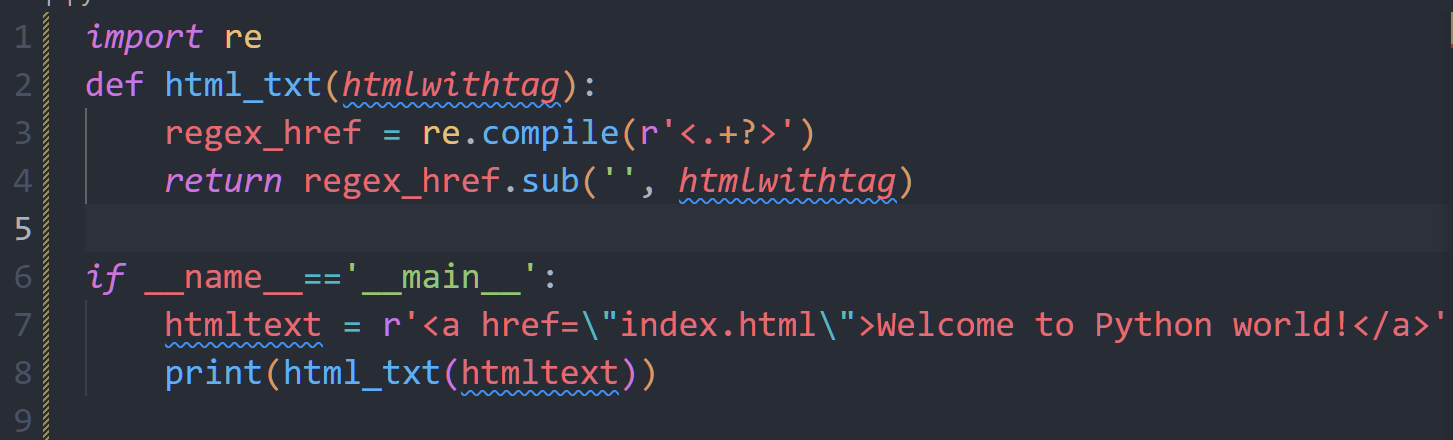 1 import re
2 def html_txt(htmlwithtag):
3     regex_href = re.compile(r'<.+?>')
4     return regex_href.sub('', htmlwithtag)
5
6 if __name__=='__main__':
7     htmltext = r'<a href=\"index.html\">Welcome to Python world!</a>'
8     print(html_txt(htmltext))
9